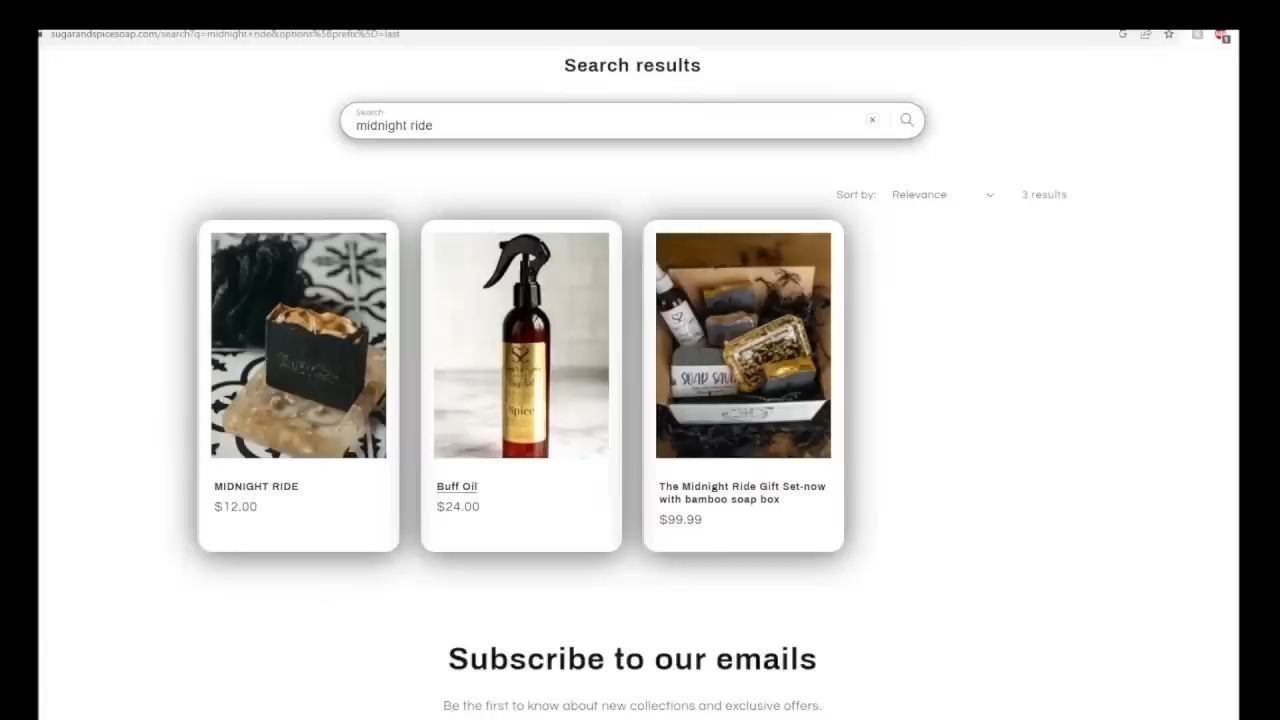 sugarandspicesoap.com/search?q=midnight+ride&options%5Bprefix%5D=last
Search results
Search
midnight ride
Sort by: Relevance 3 results
Spice
SOAP
MIDNIGHT RIDE
$12.00
Buff Oil
$24.00
The Midnight Ride Gift Set-now
with bamboo soap box
$99.99
Subscribe to our emails
Be the first to know about new collections and exclusive offers.